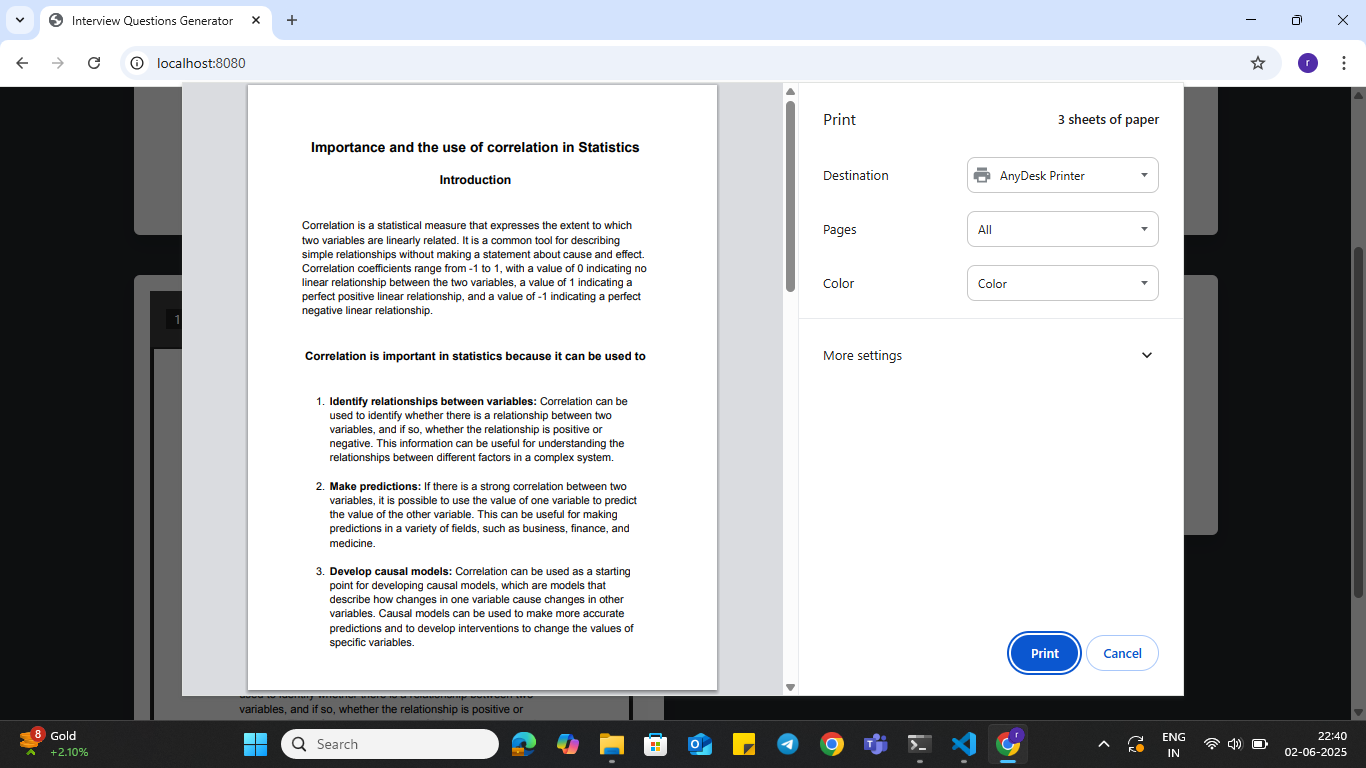 Interview Questions Generator
localhost:8080
r
Importance and the use of correlation in Statistics
Introduction
Correlation is a statistical measure that expresses the extent to which
two variables are linearly related. It is a common tool for describing
simple relationships without making a statement about cause and effect.
Correlation coefficients range from -1 to 1, with a value of 0 indicating no
linear relationship between the two variables, a value of 1 indicating a
perfect positive linear relationship, and a value of -1 indicating a perfect
negative linear relationship.
Correlation is important in statistics because it can be used to
1. Identify relationships between variables: Correlation can be
used to identify whether there is a relationship between two
variables, and if so, whether the relationship is positive or
negative. This information can be useful for understanding the
relationships between different factors in a complex system.
2. Make predictions: If there is a strong correlation between two
variables, it is possible to use the value of one variable to predict
the value of the other variable. This can be useful for making
predictions in a variety of fields, such as business, finance, and
medicine.
3. Develop causal models: Correlation can be used as a starting
point for developing causal models, which are models that
describe how changes in one variable cause changes in other
variables. Causal models can be used to make more accurate
predictions and to develop interventions to change the values of
specific variables.
Print
3 sheets of paper
Destination
AnyDesk Printer
Pages
All
Color
Color
More settings
Print
Cancel
1
used to identify whether there is a relationship between two
variables, and if so, whether the relationship is positive or
8
Gold
+2.10%
Search
r
ENG
IN
22:40
02-06-2025